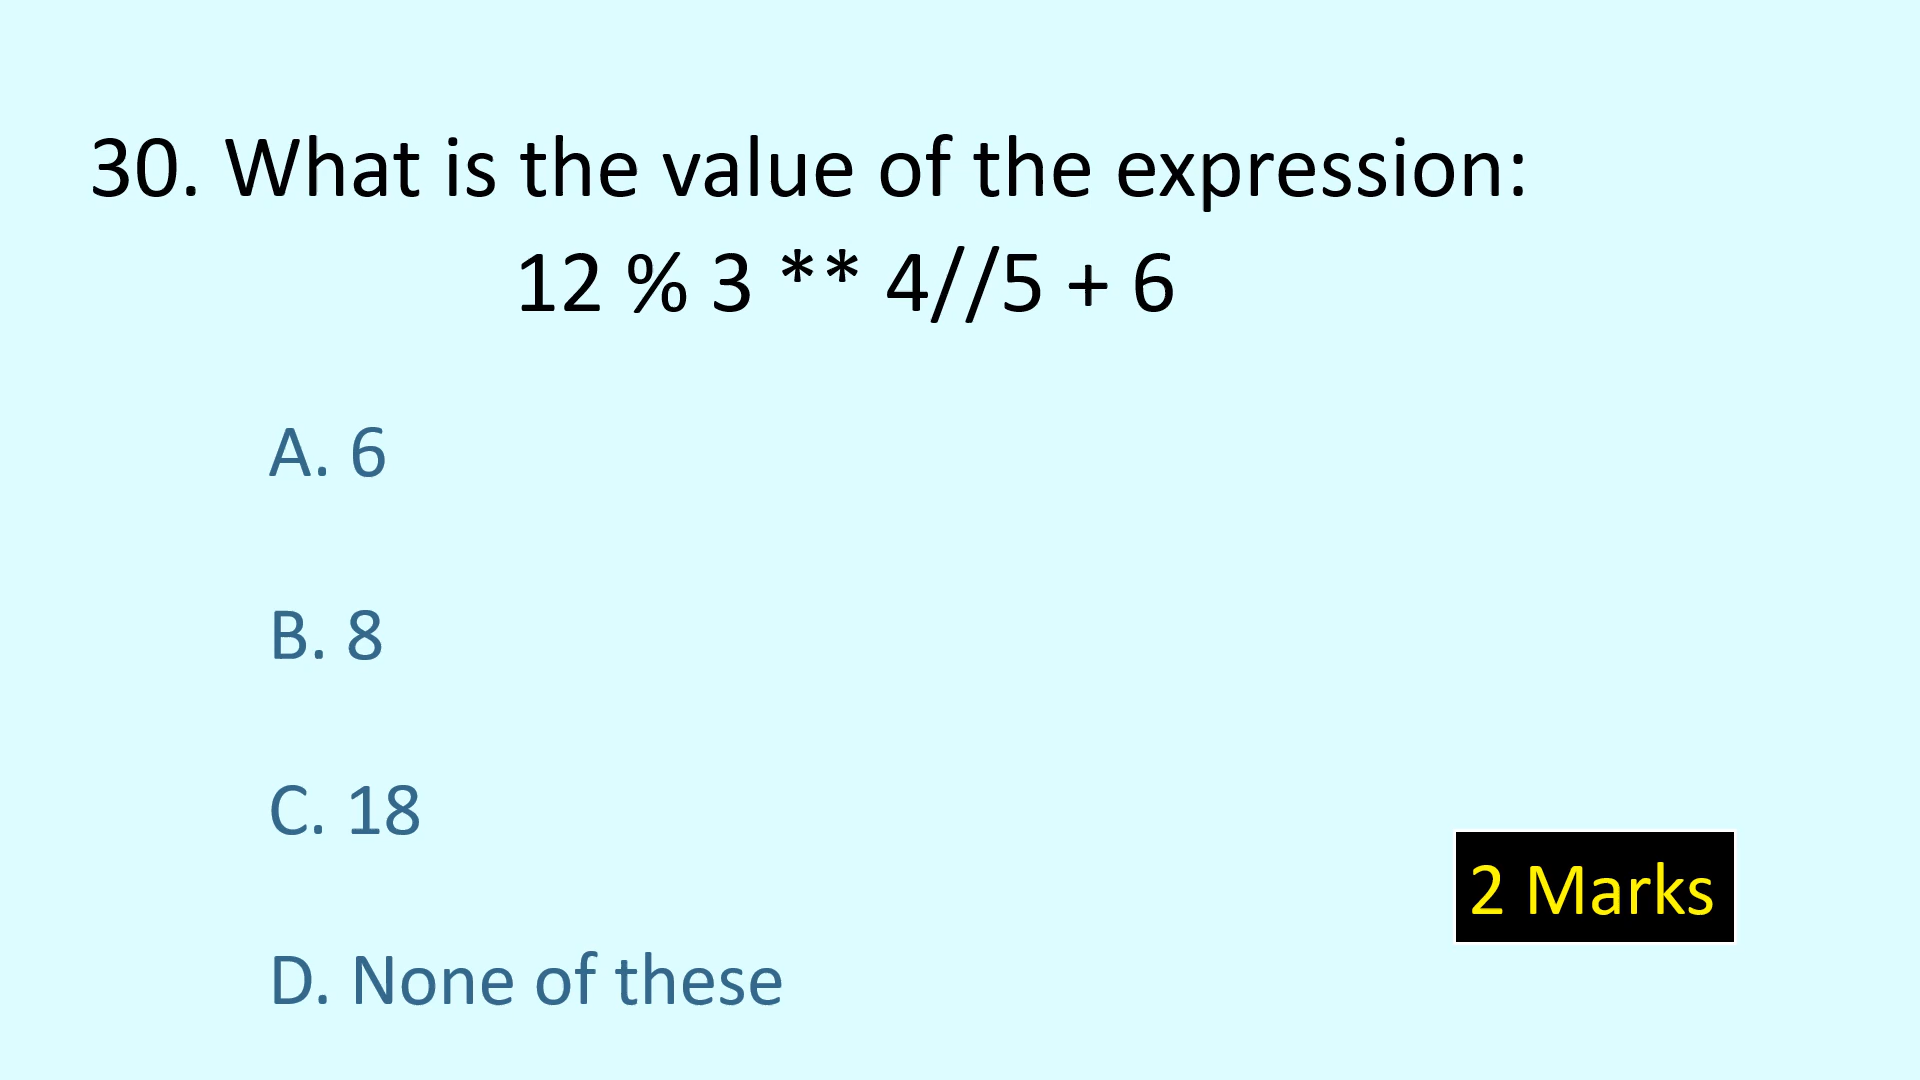 30. What is the value of the expression:
12 % 3 ** 4//5 + 6
A. 6
B. 8
C. 18
2 Marks
D. None of these